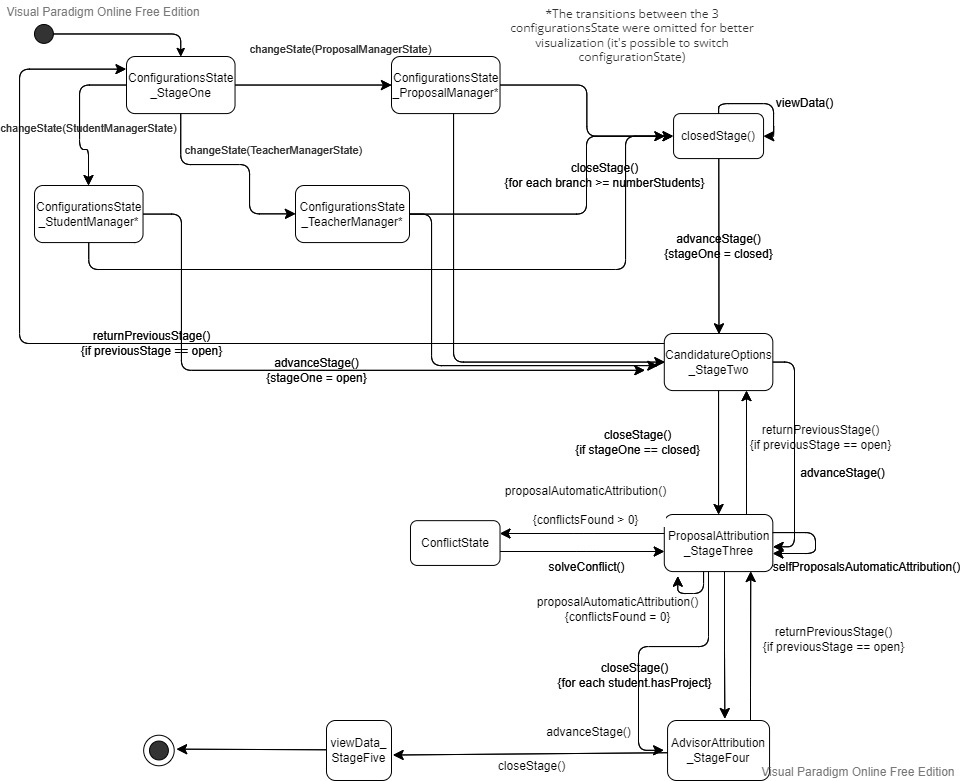 Visual Paradigm Online Free Edition
*The transitions between the 3
configurationsState were omitted for better
visualization (it's possible to switch
configurationState)
changeState(ProposalManagerState)
ConfigurationsState
_StageOne
ConfigurationsState
_ProposalManager*
viewData()
closedStage()
changeState(StudentManagerState)
changeState(TeacherManagerState)
closeStage()
{for each branch >= numberStudents}
ConfigurationsState
_StudentManager*
ConfigurationsState
_TeacherManager*
advanceStage()
{stageOne = closed}
returnPreviousStage()
{if previousStage == open}
advanceStage()
{stageOne = open}
CandidatureOptions
_StageTwo
closeStage()
{if stageOne == closed}
returnPreviousStage()
{if previousStage == open}
advanceStage()
proposalAutomaticAttribution()
{conflictsFound > 0}
ConflictState
ProposalAttribution
_StageThree
solveConflict()
selfProposalsAutomaticAttribution()
proposalAutomaticAttribution()
{conflictsFound = 0}
returnPreviousStage()
{if previousStage == open}
closeStage()
{for each student.hasProject}
advanceStage()
viewData_
StageFive
AdvisorAttribution
_StageFour
closeStage()
Visual Paradigm Online Free Edition